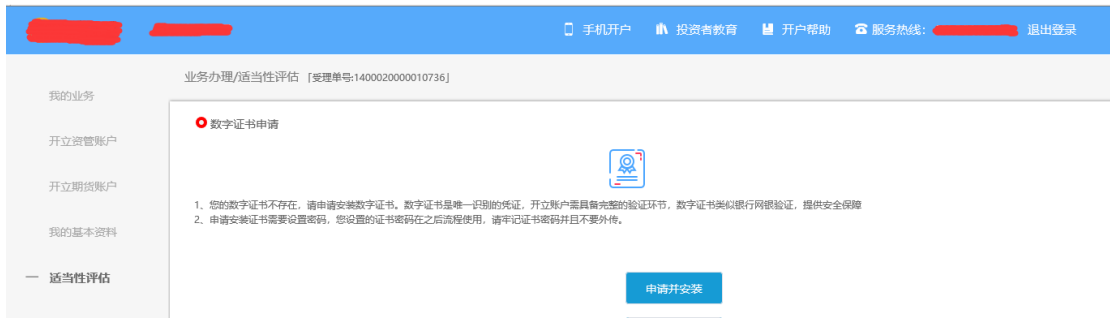 手机开户 投资者教育 开户帮助 服务热线： 退出登录
业务办理/适当性评估「受理单号:1400020000010736」
我的业务
开立资管账户
开立期货账户
我的基本资料
一 适当性评估
数字证书申请
1、您的数字证书不存在，请申请安装数字证书。数字证书是唯一识别的凭证，开立账户需具备完整的验证环节，数字证书类似银行网银验证，提供安全保障
2、申请安装证书需要设置密码，您设置的证书密码在之后流程使用，请牢记证书密码并且不要外传。
申请并安装